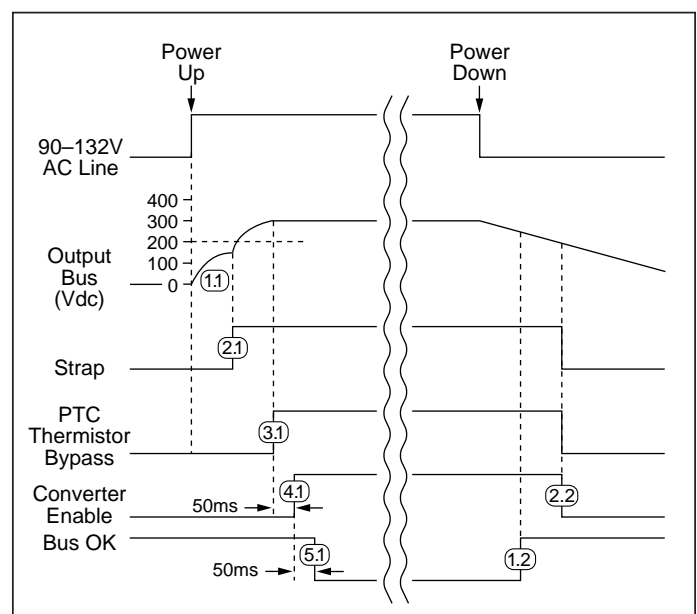 Power
Up
Power
Down
90–132V
AC Line
400
300
200
100
0
Output
Bus
(Vdc)
1.1
2.1
Strap
PTC
Thermistor
Bypass
3.1
Converter
Enable
50ms
4.1
2.2
Bus OK
50ms
5.1
1.2